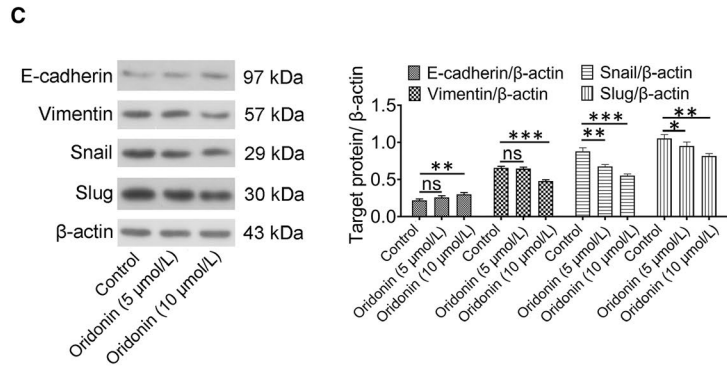 C
E-cadherin 97 kDa
Vimentin 57 kDa
Snail 29 kDa
Slug 30 kDa
β-actin 43 kDa
Control
Oridonin (5 μmol/L)
Oridonin (10 μmol/L)
E-cadherin/β-actin
Vimentin/β-actin
Snail/β-actin
Slug/β-actin
Target protein/ β-actin
1.5
1.0
0.5
0.0
ns
**
ns
***
**
***
*
**
Control
Oridonin (5 μmol/L)
Oridonin (10 μmol/L)
Control
Oridonin (5 μmol/L)
Oridonin (10 μmol/L)
Control
Oridonin (5 μmol/L)
Oridonin (10 μmol/L)
Control
Oridonin (5 μmol/L)
Oridonin (10 μmol/L)